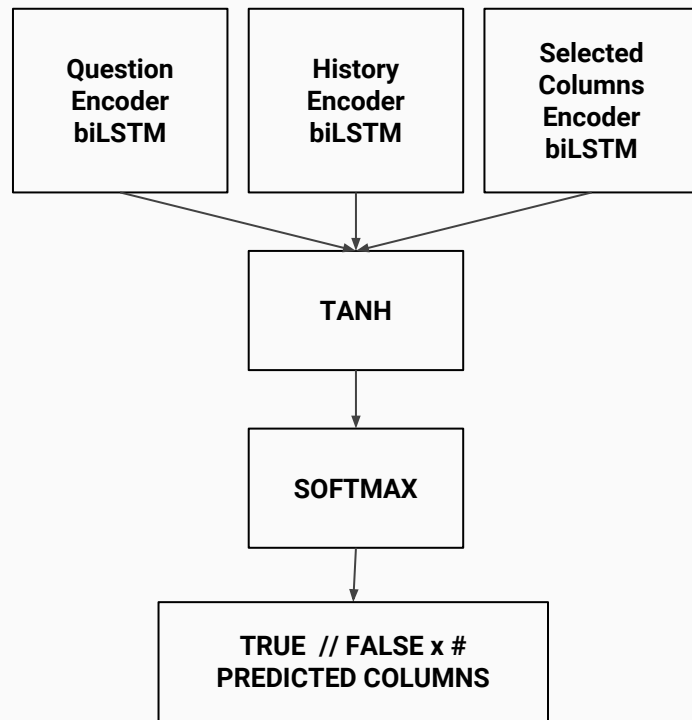 Question
Encoder
biLSTM
History
Encoder
biLSTM
Selected
Columns
Encoder
biLSTM
TANH
SOFTMAX
TRUE // FALSE x #
PREDICTED COLUMNS